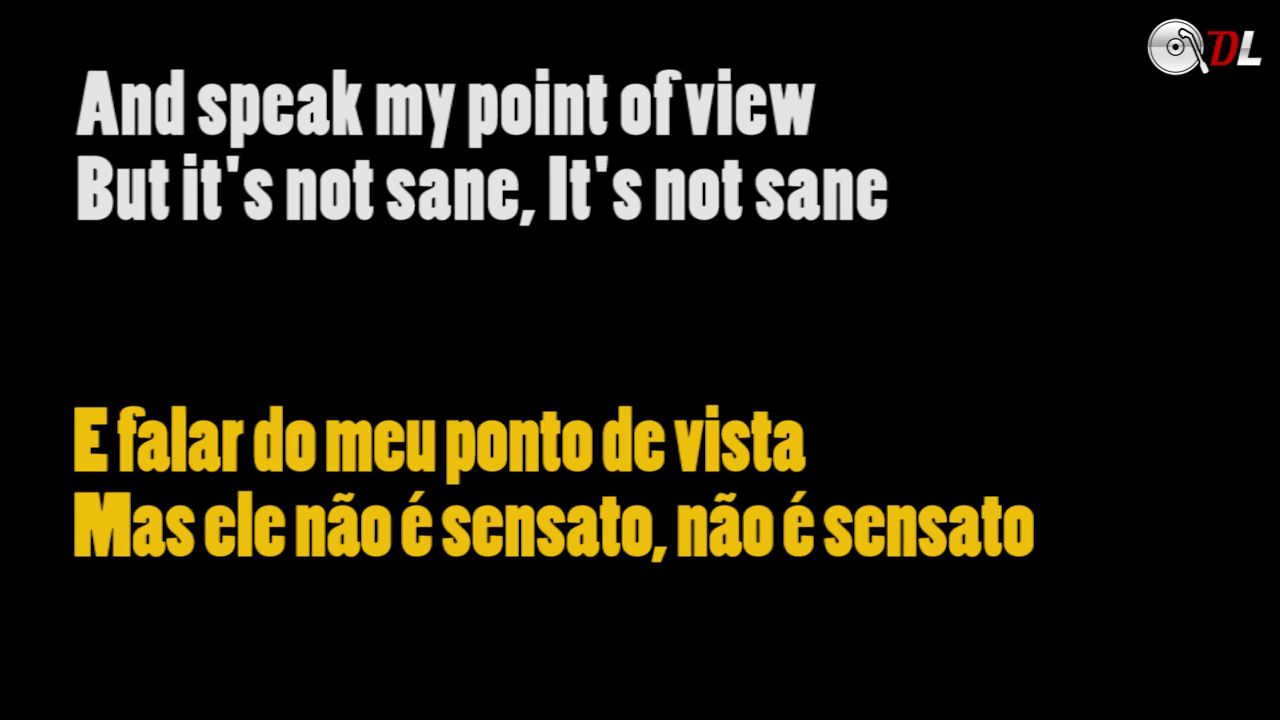 DL
And speak my point of view
But it's not sane, It's not sane
E falar do meu ponto de vista
Mas ele não é sensato, não é sensato